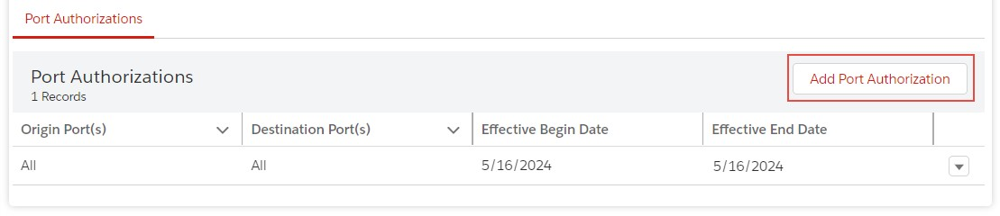 Port Authorizations
Port Authorizations
1 Records
Add Port Authorization
Origin Port(s) Destination Port(s) Effective Begin Date Effective End Date
All All 5/16/2024 5/16/2024